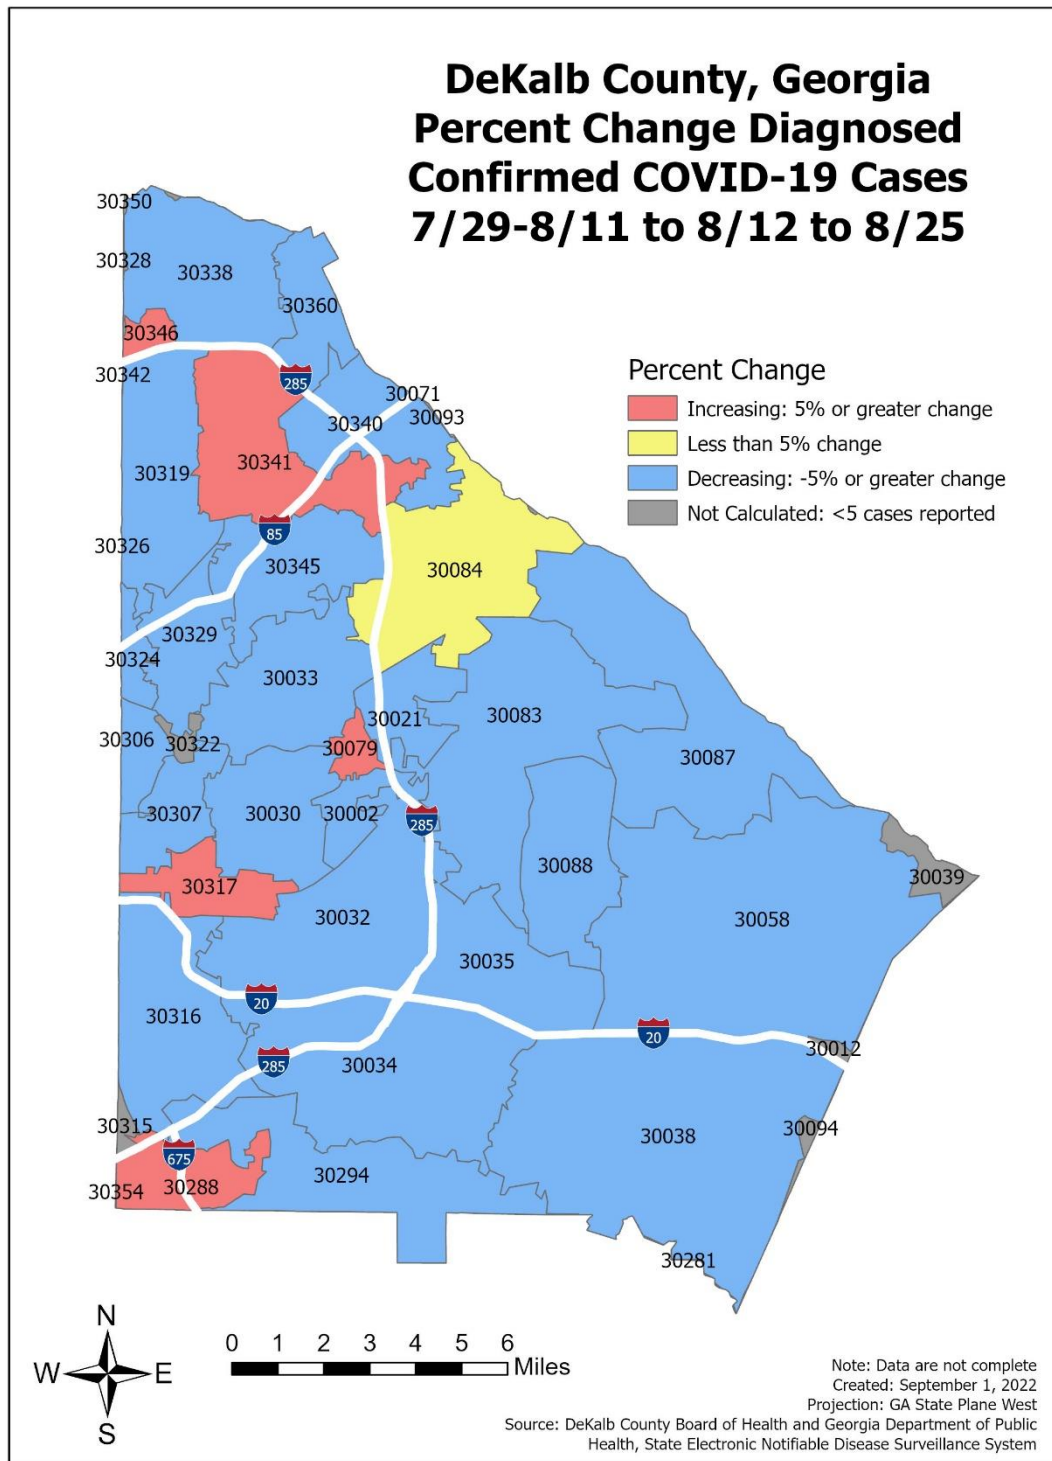 DeKalb County, Georgia
Percent Change Diagnosed
Confirmed COVID-19 Cases
7/29-8/11 to 8/12 to 8/25
30350
30328
30338
30360
30346
30342
285
30071
30093
30340
30319
30341
85
30326
30345
30084
30329
30324
30033
30306
30322
30021
30079
30083
30087
30307
30030
30002
285
30088
30039
30317
30032
30058
30035
20
30316
20
30012
285
30034
30315
30094
30038
675
30354
30288
30294
30281
Percent Change
Increasing: 5% or greater change
Less than 5% change
Decreasing: -5% or greater change
Not Calculated: <5 cases reported
N
W E
S
0 1 2 3 4 5 6
Miles
Note: Data are not complete
Created: September 1, 2022
Projection: GA State Plane West
Source: DeKalb County Board of Health and Georgia Department of Public
Health, State Electronic Notifiable Disease Surveillance System